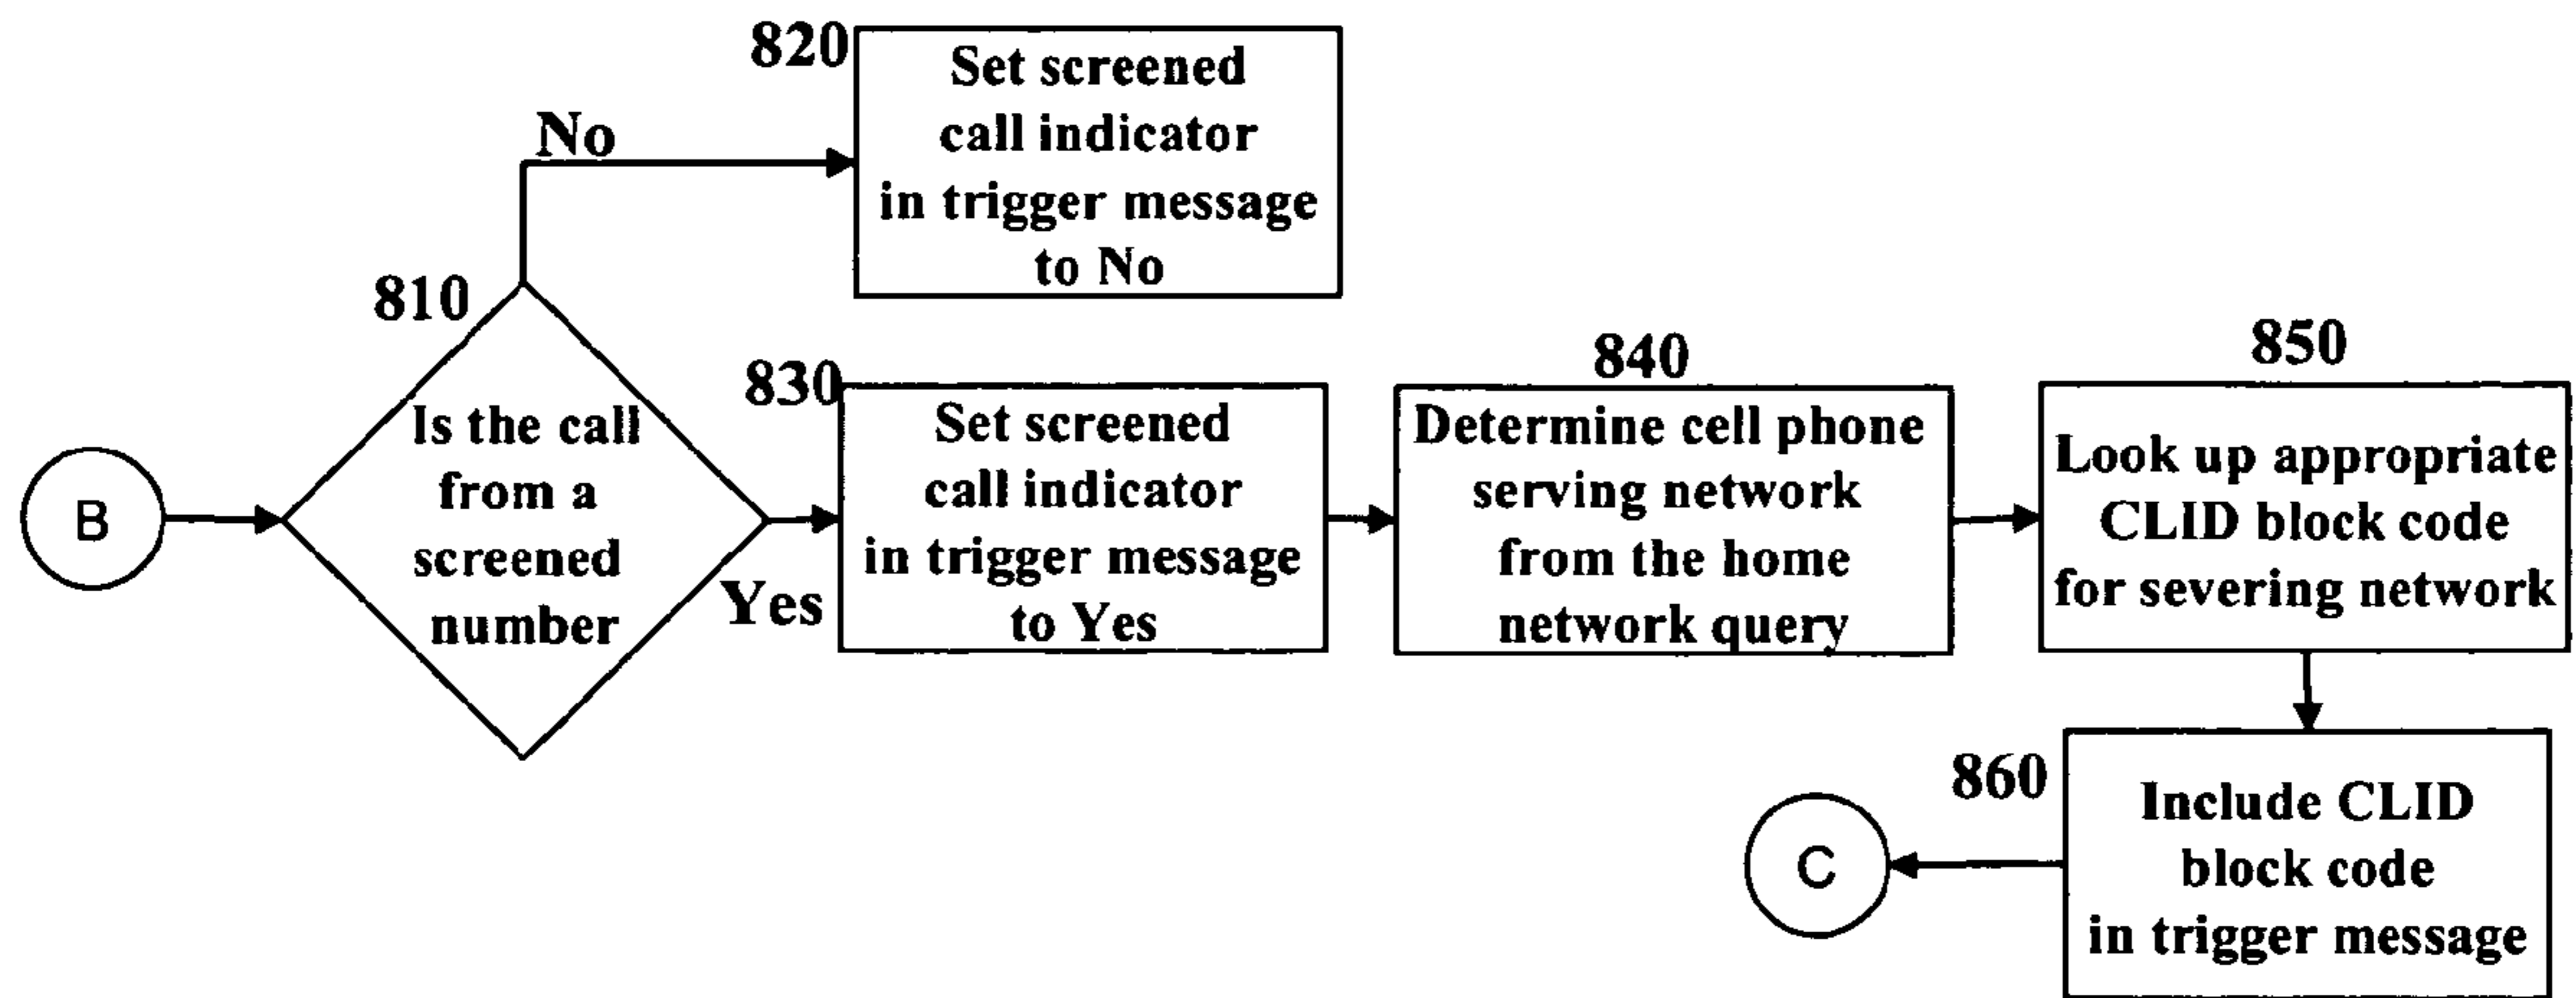 820
Set screened
call indicator
in trigger message
to No
No
810
Is the call
from a
screened
number
B
Yes
830
Set screened
call indicator
in trigger message
to Yes
840
Determine cell phone
serving network
from the home
network query
850
Look up appropriate
CLID block code
for severing network
860
Include CLID
block code
in trigger message
C